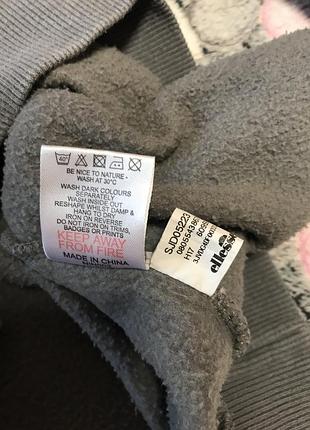 40°
BE NICE TO NATURE -
WASH AT 30°C
WASH DARK COLOURS
SEPARATELY
WASH INSIDE OUT
RESHAPE WHILST DAMP &
HANG TO DRY
IRON ON REVERSE
DO NOT IRON ON TRIMS,
BADGES OR PRINTS
KEEP AWAY
FROM FIRE
MADE IN CHINA
SJD05223
H17
ellesse